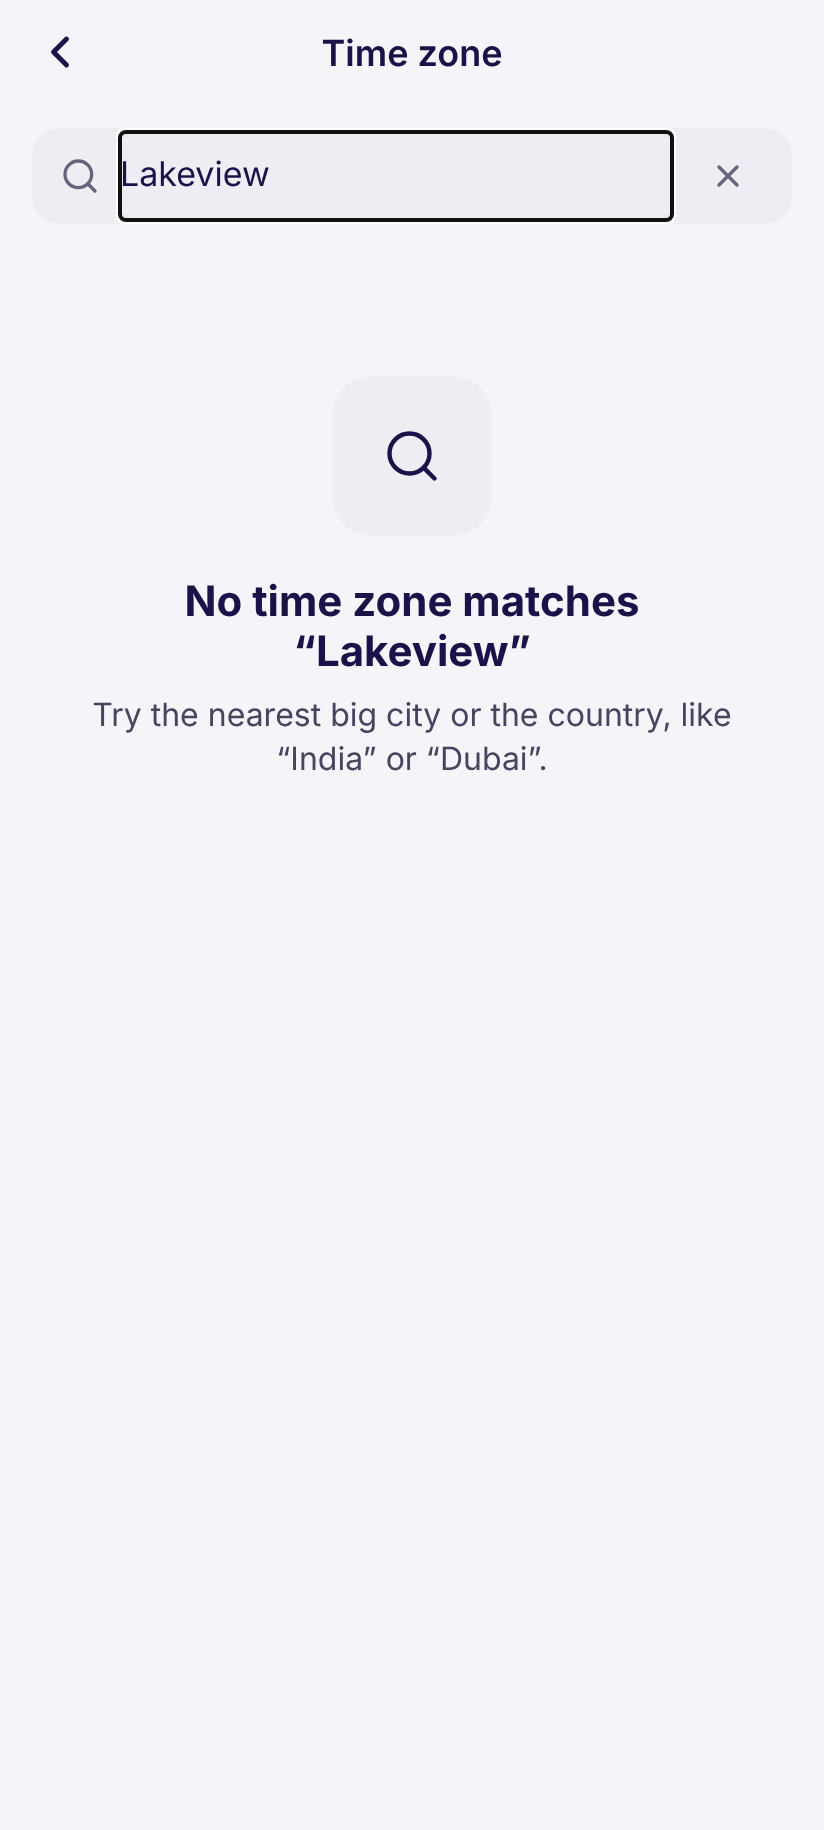 Time zone
Lakeview
No time zone matches
“Lakeview”
Try the nearest big city or the country, like
“India” or “Dubai”.